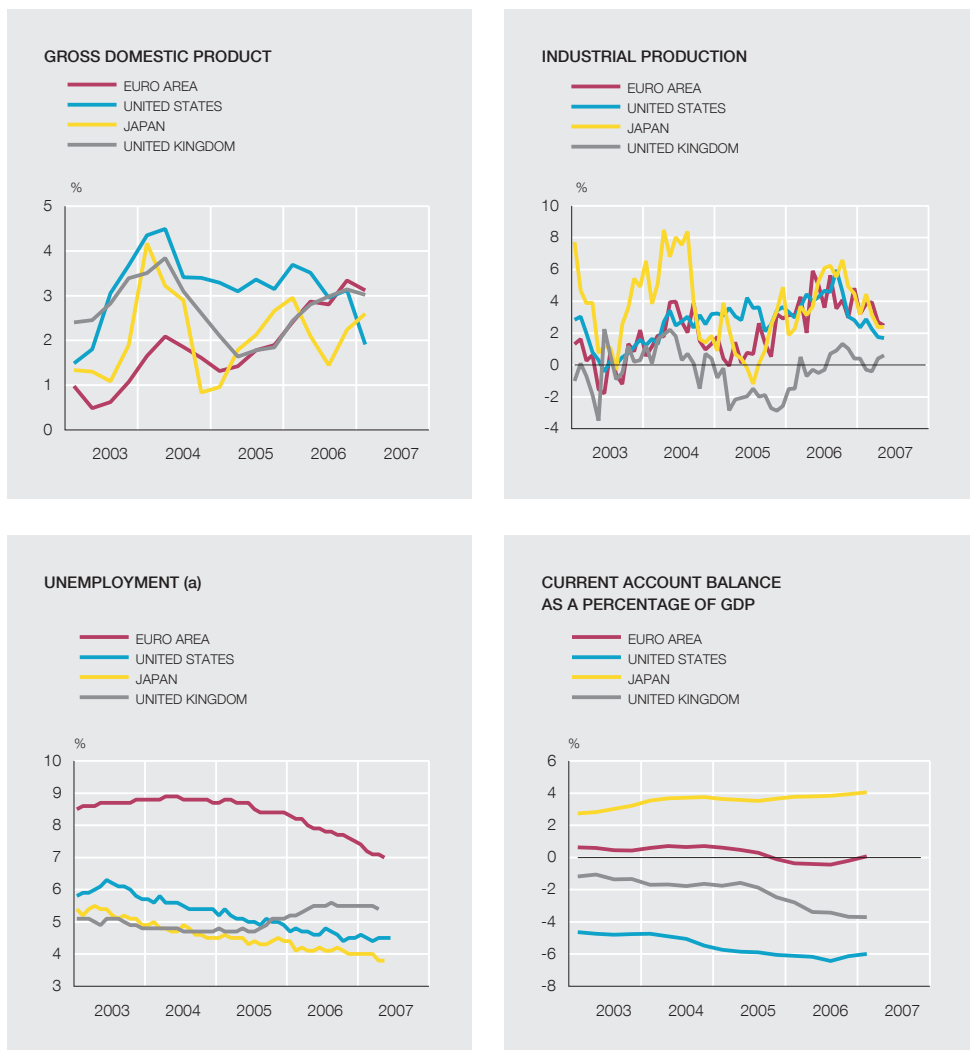 GROSS DOMESTIC PRODUCT
EURO AREA
UNITED STATES
JAPAN
UNITED KINGDOM
%
5
4
3
2
1
0
2003 2004 2005 2006 2007
INDUSTRIAL PRODUCTION
EURO AREA
UNITED STATES
JAPAN
UNITED KINGDOM
%
10
8
6
4
2
0
-2
-4
2003 2004 2005 2006 2007
UNEMPLOYMENT (a)
EURO AREA
UNITED STATES
JAPAN
UNITED KINGDOM
%
10
9
8
7
6
5
4
3
2003 2004 2005 2006 2007
CURRENT ACCOUNT BALANCE
AS A PERCENTAGE OF GDP
EURO AREA
UNITED STATES
JAPAN
UNITED KINGDOM
%
6
4
2
0
-2
-4
-6
-8
2003 2004 2005 2006 2007